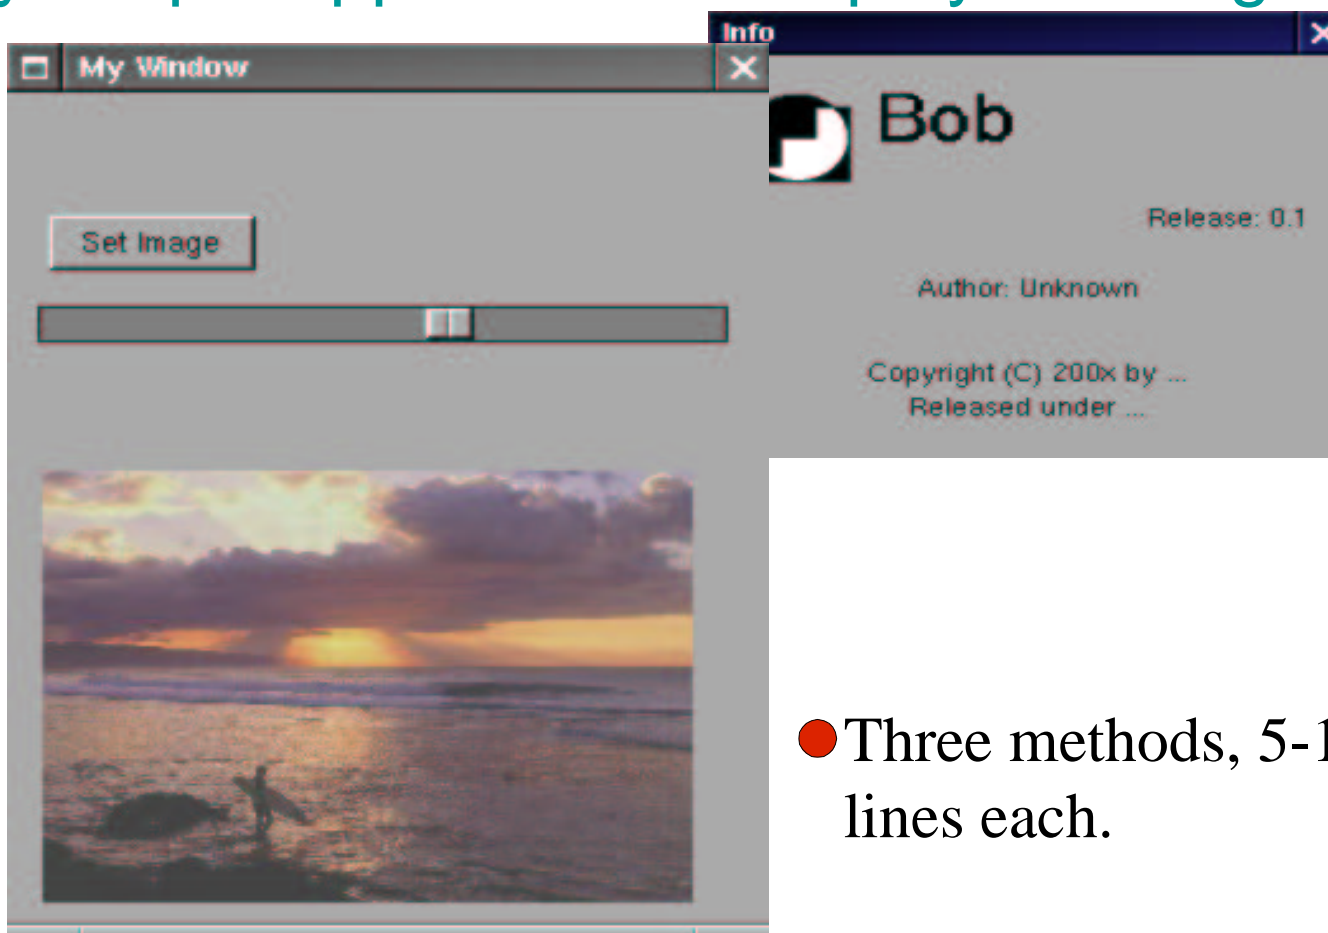 Info
My Window
Bob
Release: 0.1
Set Image
Author: Unknown
Copyright (C) 200x by ...
Released under ...
Three methods, 5-1
lines each.